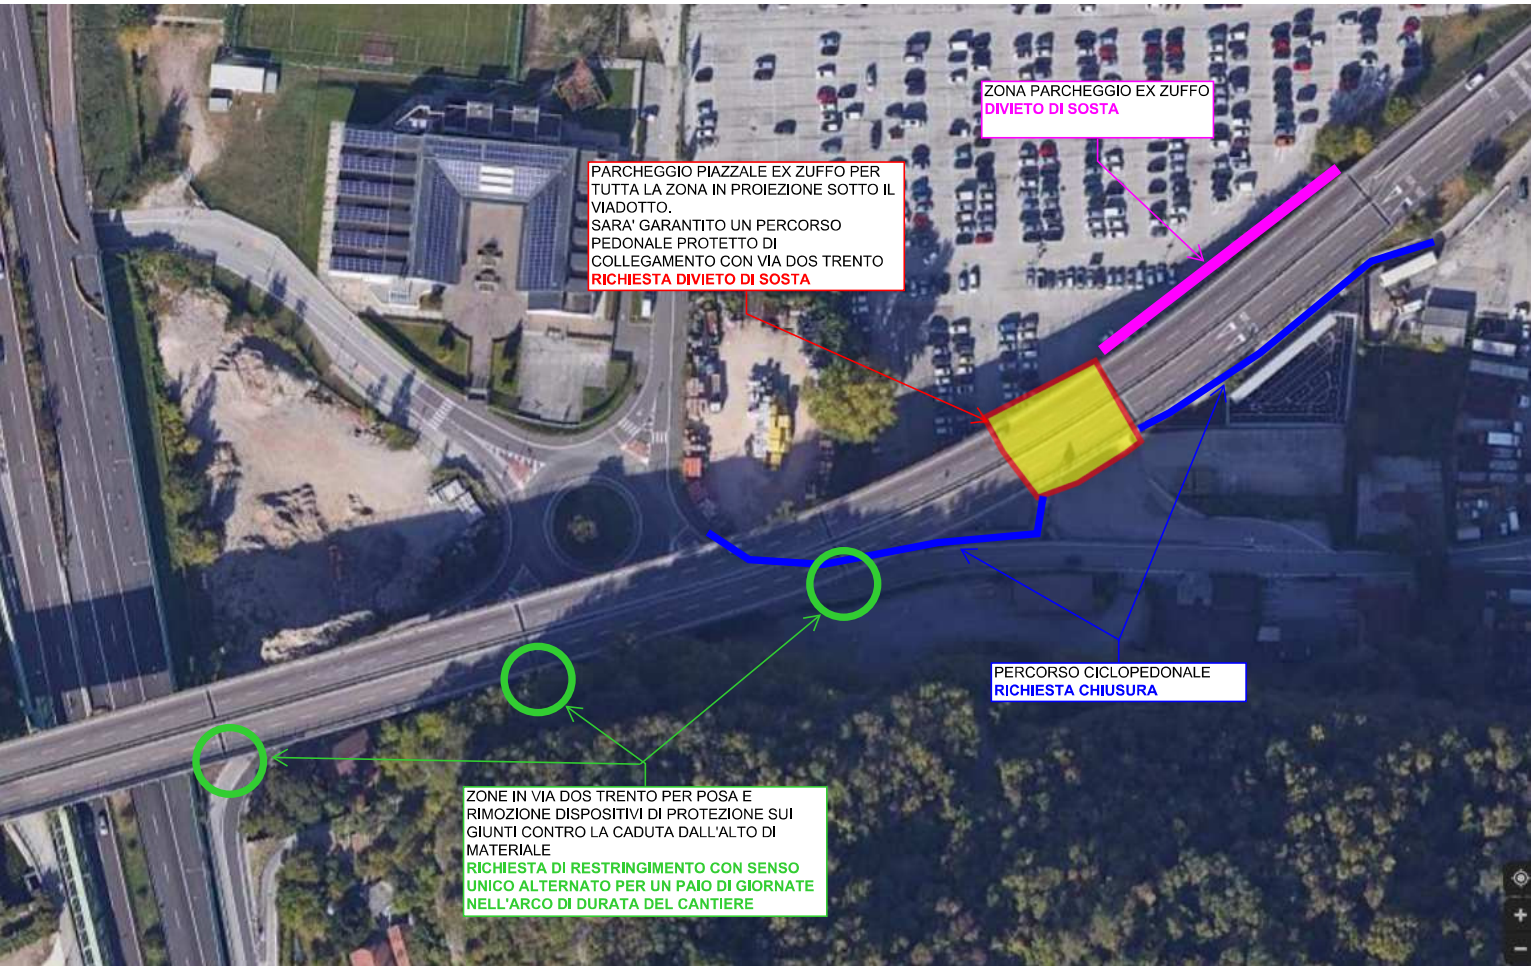 ZONA PARCHEGGIO EX ZUFFO
DIVIETO DI SOSTA
PARCHEGGIO PIAZZALE EX ZUFFO PER
TUTTA LA ZONA IN PROIEZIONE SOTTO IL
VIADOTTO.
SARA' GARANTITO UN PERCORSO
PEDONALE PROTETTO DI
COLLEGAMENTO CON VIA DOS TRENTO
RICHIESTA DIVIETO DI SOSTA
PERCORSO CICLOPEDONALE
RICHIESTA CHIUSURA
ZONE IN VIA DOS TRENTO PER POSA E
RIMOZIONE DISPOSITIVI DI PROTEZIONE SUI
GIUNTI CONTRO LA CADUTA DALL'ALTO DI
MATERIALE
RICHIESTA DI RESTRINGIMENTO CON SENSO
UNICO ALTERNATO PER UN PAIO DI GIORNATE
NELL'ARCO DI DURATA DEL CANTIERE